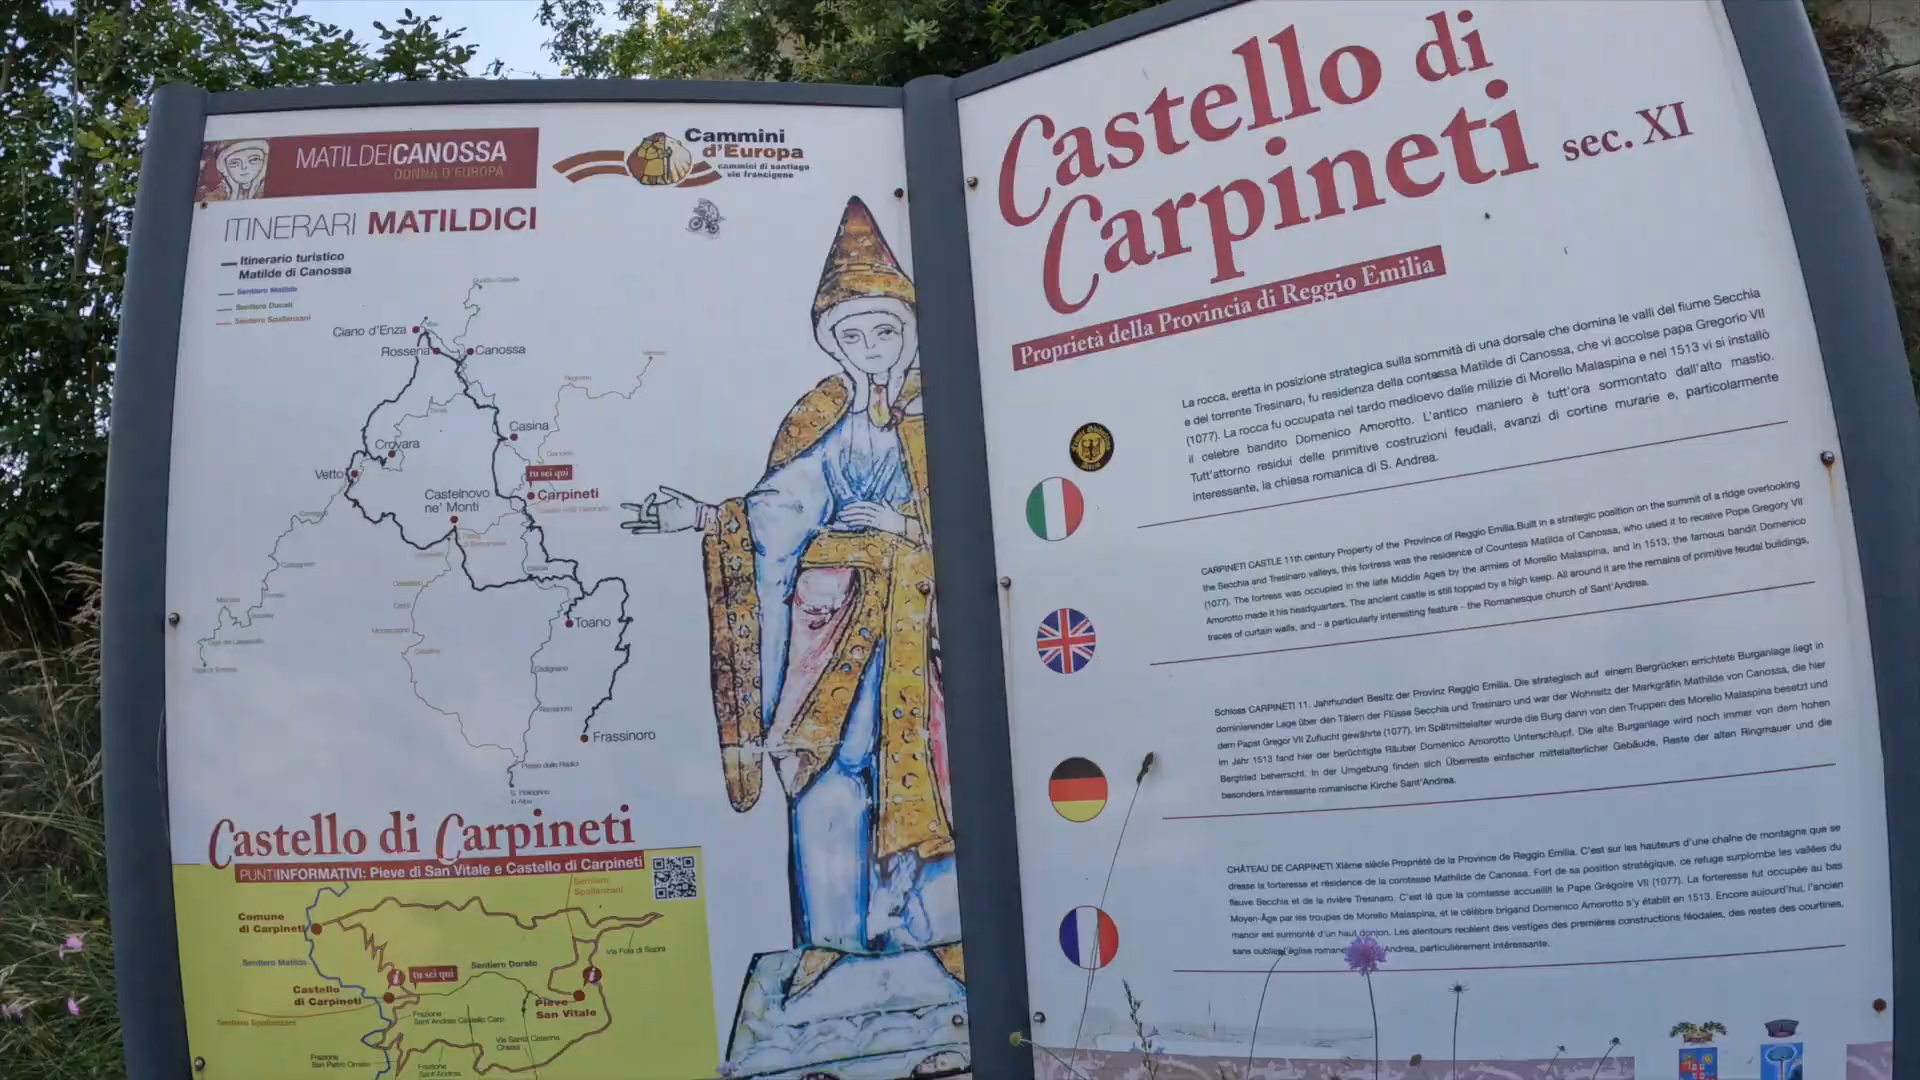 MATILDEICANOSSA
DONNA D'EUROPA
Cammini
d'Europa
cammini di santiago
vie francigene
ITINERARI MATILDICI
Itinerario turistico
Matilde di Canossa
Sentiero Matilde
Sentiero Ducati
Sentiero Spallanzani
Ciano d'Enza
Rossena
Canossa
Casina
Crovara
Vetto
tu sei qui
Carpineti
Castelnovo
ne' Monti
Toano
Frassinoro
S. Pellegrino
in Alpe
Castello di Carpineti
PUNTIINFORMATIVI: Pieve di San Vitale e Castello di Carpineti
Sentiero
Spallanzani
Comune
di Carpineti
Via Fola di Sopra
Sentiero Matilde
Sentiero Dorato
tu sei qui
Castello
di Carpineti
Pieve
San Vitale
Sentiero Spallanzani
Frazione
Sant'Andrea Castello Carp.
Via Santa Caterina
Chiesa
Frazione
San Pietro
Frazione
Sant'Andrea
Castello di
Carpineti sec. XI
Proprietà della Provincia di Reggio Emilia
La rocca, eretta in posizione strategica sulla sommità di una dorsale che domina le valli del fiume Secchia
e del torrente Tresinaro, fu residenza della contessa Matilde di Canossa, che vi accolse papa Gregorio VII
(1077). La rocca fu occupata nel tardo medioevo dalle milizie di Morello Malaspina e nel 1513 vi si installò
il celebre bandito Domenico Amorotto. L'antico maniero è tutt'ora sormontato dall'alto mastio.
Tutt'attorno residui delle primitive costruzioni feudali, avanzi di cortine murarie e, particolarmente
interessante, la chiesa romanica di S. Andrea.
CARPINETI CASTLE 11th century Property of the Province of Reggio Emilia.Built in a strategic position on the summit of a ridge overlooking
the Secchia and Tresinaro valleys, this fortress was the residence of Countess Matilda of Canossa, who used it to receive Pope Gregory VII
(1077). The fortress was occupied in the late Middle Ages by the armies of Morello Malaspina, and in 1513, the famous bandit Domenico
Amorotto made it his headquarters. The ancient castle is still topped by a high keep. All around it are the remains of primitive feudal buildings,
traces of curtain walls, and - a particularly interesting feature - the Romanesque church of Sant'Andrea.
Schloss CARPINETI 11. Jahrhundert Besitz der Provinz Reggio Emilia. Die strategisch auf einem Bergrücken errichtete Burganlage liegt in
dominierender Lage über den Tälern der Flüsse Secchia und Tresinaro und war der Wohnsitz der Markgräfin Mathilde von Canossa, die hier
dem Papst Gregor VII Zuflucht gewährte (1077). Im Spätmittelalter wurde die Burg dann von den Truppen des Morello Malaspina besetzt und
im Jahr 1513 fand hier der berüchtigte Räuber Domenico Amorotto Unterschlupf. Die alte Burganlage wird noch immer von dem hohen
Bergfried beherrscht. In der Umgebung finden sich Überreste einfacher mittelalterlicher Gebäude, Reste der alten Ringmauer und die
besonders interessante romanische Kirche Sant'Andrea.
CHÂTEAU DE CARPINETI XIème siècle Propriété de la Province de Reggio Emilia. C'est sur les hauteurs d'une chaîne de montagne que se
dresse la forteresse et résidence de la comtesse Mathilde de Canossa. Fort de sa position stratégique, ce refuge surplombe les vallées du
fleuve Secchia et de la rivière Tresinaro. C'est là que la comtesse accueillit le Pape Grégoire VII (1077). La forteresse fut occupée au bas
Moyen-Âge par les troupes de Morello Malaspina, et le célèbre brigand Domenico Amorotto s'y établit en 1513. Encore aujourd'hui, l'ancien
manoir est surmonté d'un haut donjon. Les alentours recèlent des vestiges des premières constructions féodales, des restes des courtines,
sans oublier l'église romane Andrea, particulièrement intéressante.